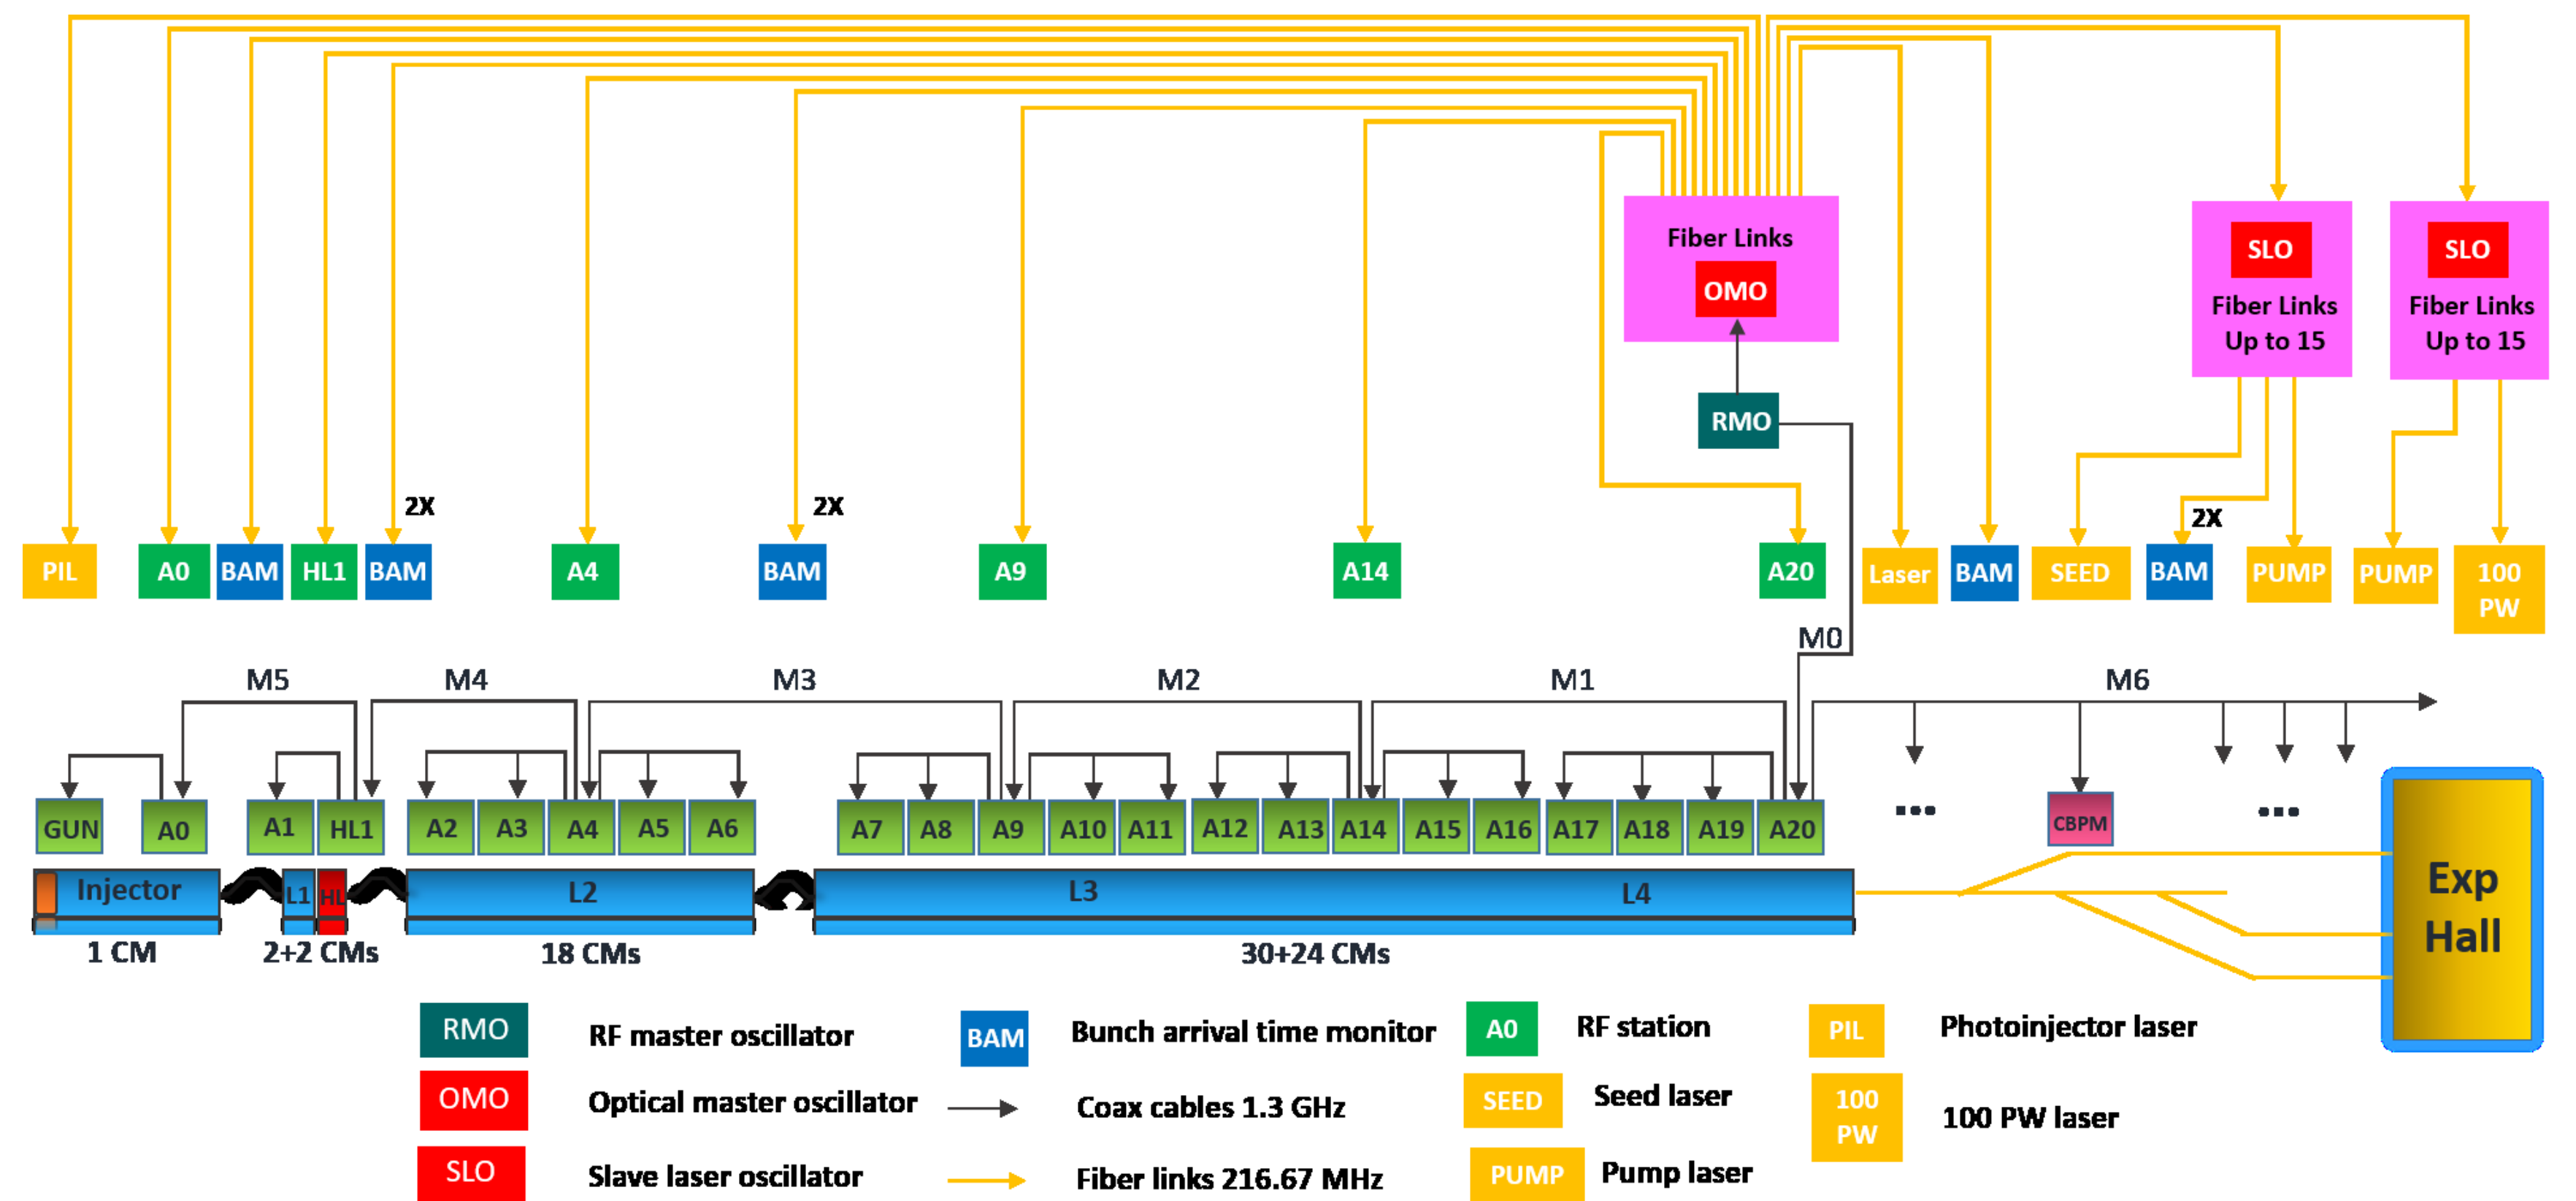 Fiber Links
OMO
SLO
Fiber Links
Up to 15
SLO
Fiber Links
Up to 15
RMO
2X
2X
2X
PIL
A0
BAM
HL1
BAM
A4
BAM
A9
A14
A20
Laser
BAM
SEED
BAM
PUMP
PUMP
100
PW
M0
M5
M4
M3
M2
M1
M6
GUN
A0
A1
HL1
A2
A3
A4
A5
A6
A7
A8
A9
A10
A11
A12
A13
A14
A15
A16
A17
A18
A19
A20
...
CBPM
...
Injector
L1
HL
L2
L3
L4
Exp
Hall
1 CM
2+2 CMs
18 CMs
30+24 CMs
RMO
RF master oscillator
BAM
Bunch arrival time monitor
A0
RF station
PIL
Photoinjector laser
OMO
Optical master oscillator
Coax cables 1.3 GHz
SEED
Seed laser
100
PW
100 PW laser
SLO
Slave laser oscillator
Fiber links 216.67 MHz
PUMP
Pump laser